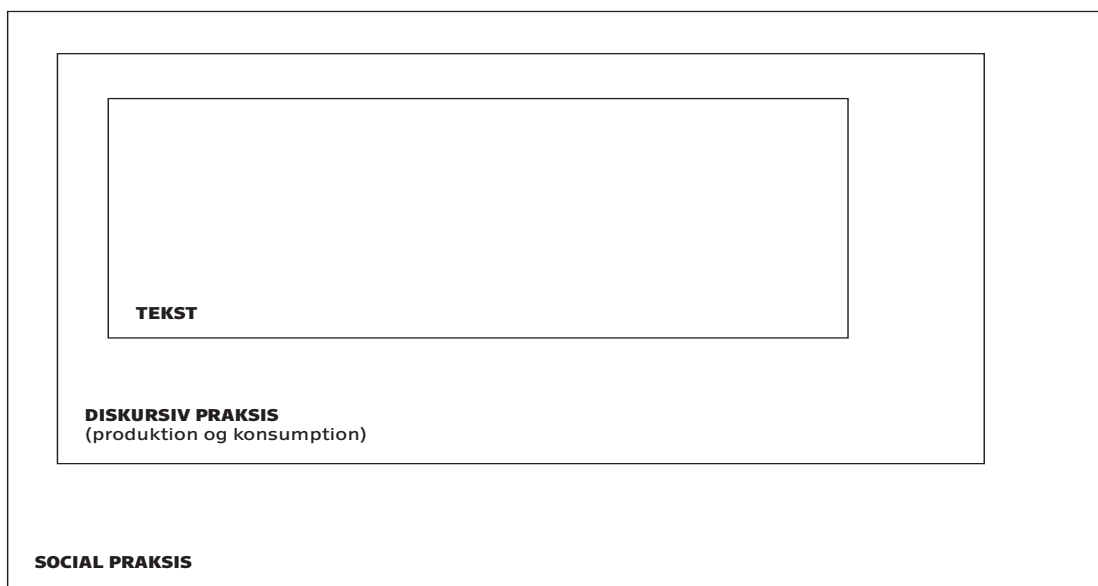 TEKST
DISKURSIV PRAKSIS
(produktion og konsumption)
SOCIAL PRAKSIS